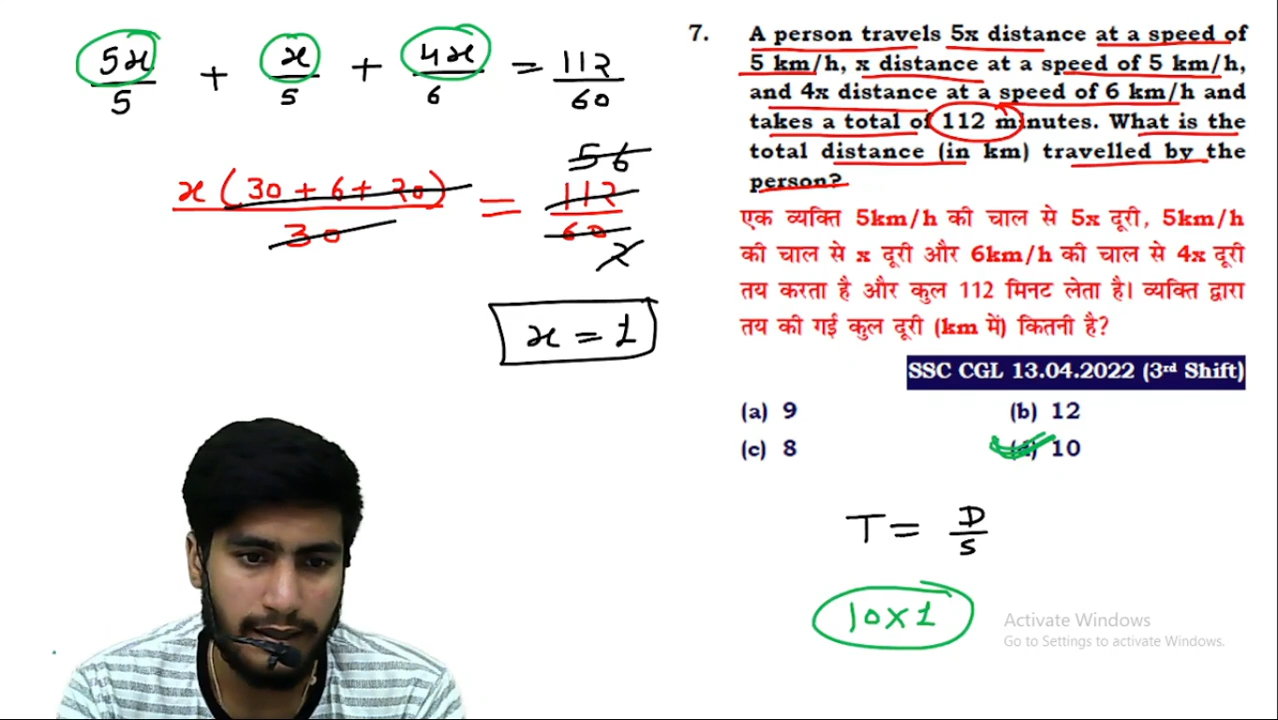 5x/5 + x/5 + 4x/6 = 112/60
x(30+6+20)/30 = 112/60
56
2
x = 1
7. A person travels 5x distance at a speed of
5 km/h, x distance at a speed of 5 km/h,
and 4x distance at a speed of 6 km/h and
takes a total of 112 minutes. What is the
total distance (in km) travelled by the
person?
एक व्यक्ति 5km/h की चाल से 5x दूरी, 5km/h
की चाल से x दूरी और 6km/h की चाल से 4x दूरी
तय करता है और कुल 112 मिनट लेता है। व्यक्ति द्वारा
तय की गई कुल दूरी (km में) कितनी है?
SSC CGL 13.04.2022 (3rd Shift)
(a) 9 (b) 12
(c) 8 (d) 10
T = D/S
10×1
Activate Windows
Go to Settings to activate Windows.